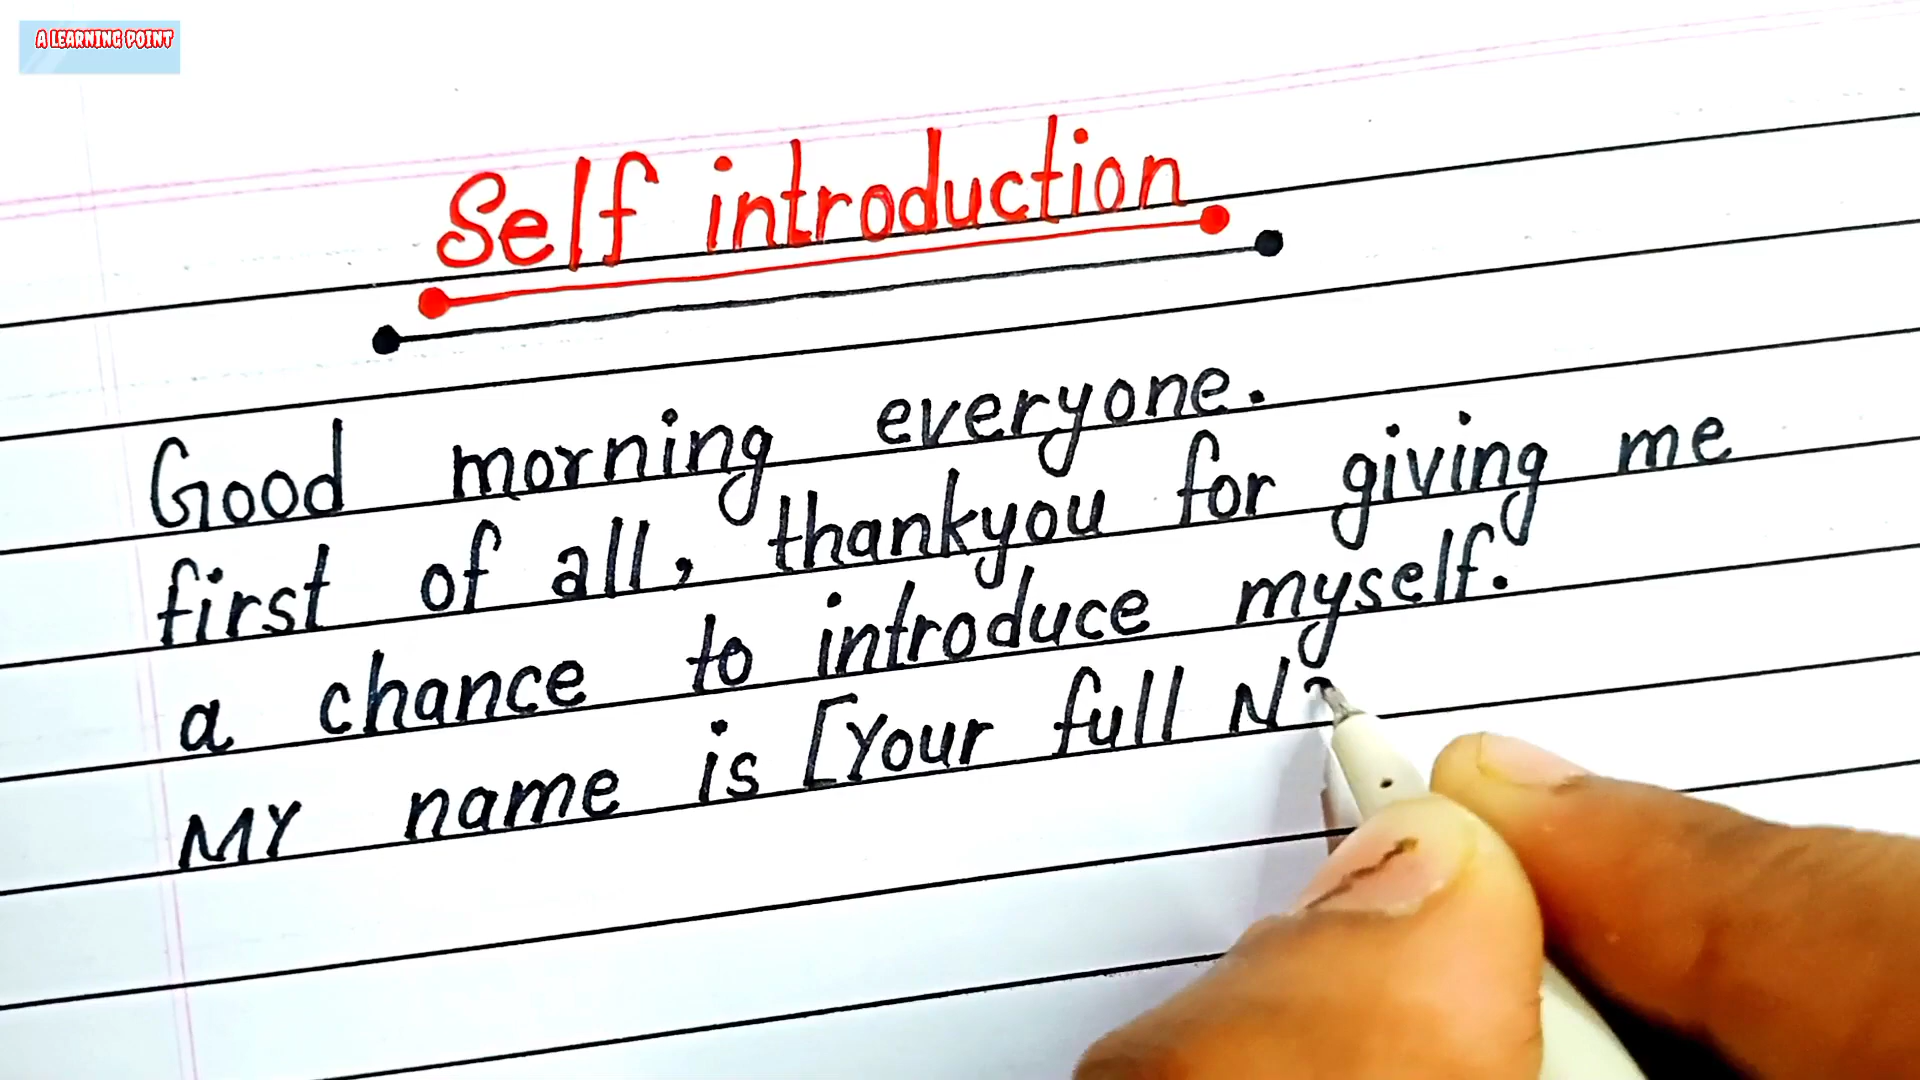 A LEARNING POINT
Self introduction
Good morning everyone.
first of all, thankyou for giving me
a chance to introduce myself.
MY name is [Your full N